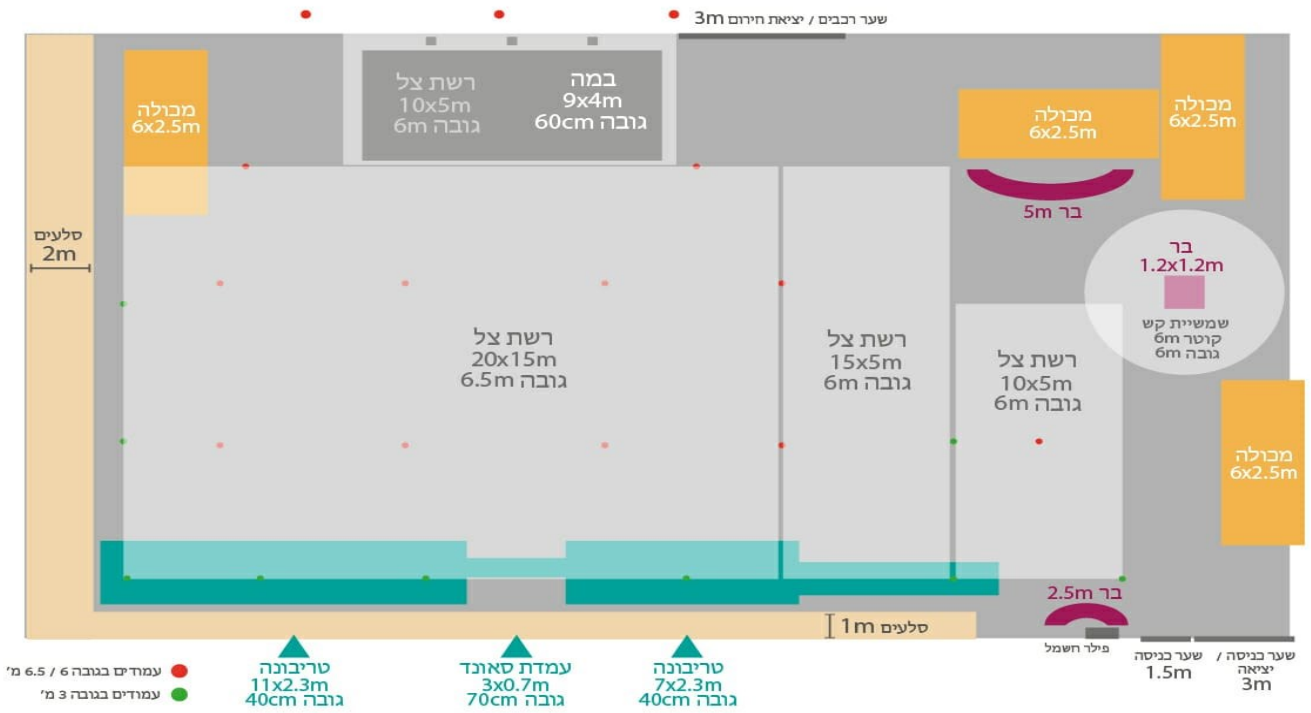 שער רכבים / יציאת חירום 3m
מכולה
6x2.5m
רשת צל
10x5m
גובה 6m
במה
9x4m
גובה 60cm
מכולה
6x2.5m
מכולה
6x2.5m
בר 5m
סלעים
2m
בר
1.2x1.2m
שמשיית קש
קוטר 6m
גובה 6m
רשת צל
20x15m
גובה 6.5m
רשת צל
15x5m
גובה 6m
רשת צל
10x5m
גובה 6m
מכולה
6x2.5m
בר 2.5m
סלעים 1m
פילר חשמל
שער כניסה
1.5m
שער כניסה /
יציאה
3m
טריבונה
11x2.3m
גובה 40cm
עמדת סאונד
3x0.7m
גובה 70cm
טריבונה
7x2.3m
גובה 40cm
עמודים בגובה 6 / 6.5 מ'
עמודים בגובה 3 מ'